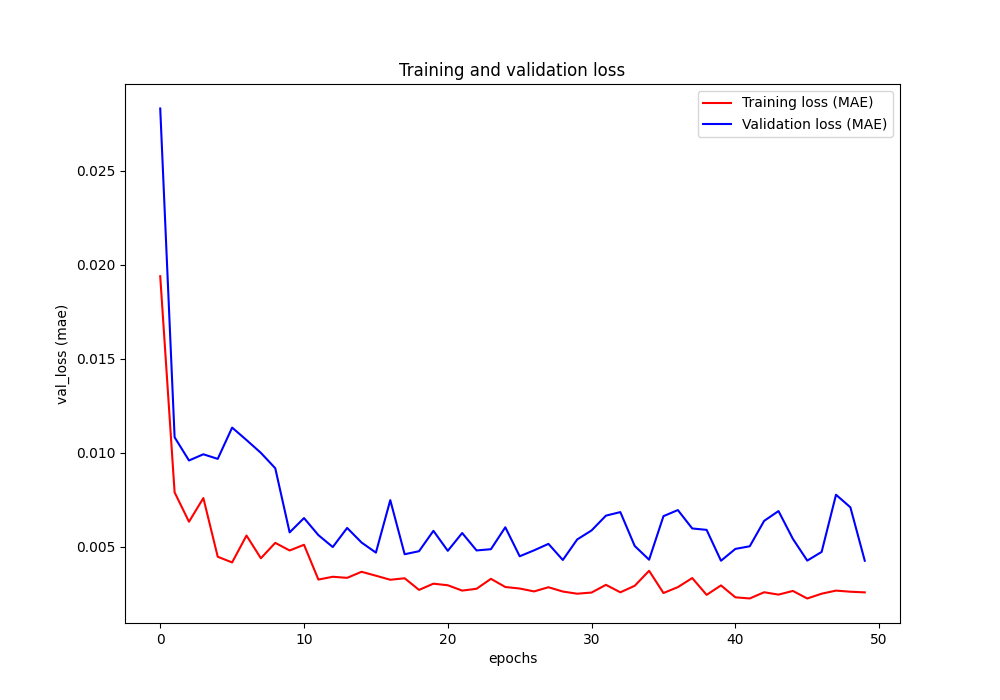 Training and validation loss
Training loss (MAE)
Validation loss (MAE)
0.025
0.020
0.015
0.010
0.005
val_loss (mae)
0 10 20 30 40 50
epochs